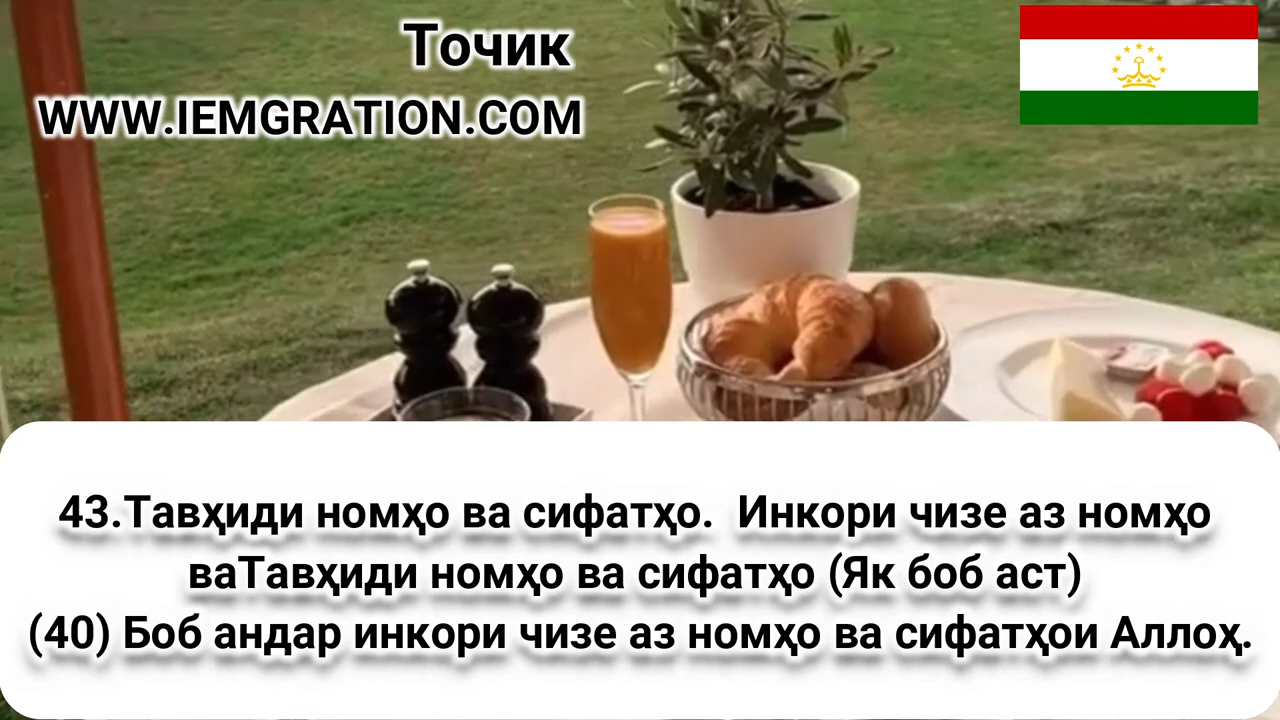 Точик
WWW.IEMGRATION.COM
43.Тавҳиди номҳо ва сифатҳо.  Инкори чизе аз номҳо
ваТавҳиди номҳо ва сифатҳо (Як боб аст)
(40) Боб андар инкори чизе аз номҳо ва сифатҳои Аллоҳ.